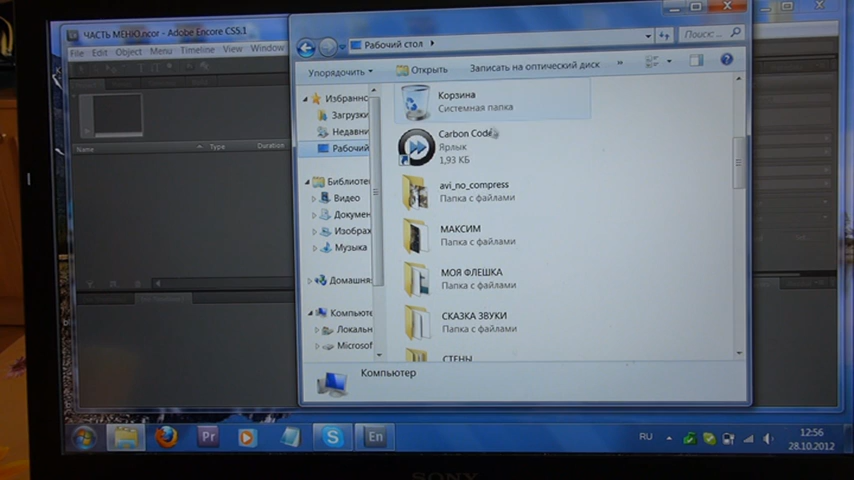 ЧАСТЬ МЕНЮ.ncor - Adobe Encore CS5.1
File Edit Object Menu Timeline View Window
Name Type Duration
Рабочий стол
Поиск: ...
Упорядочить Открыть Записать на оптический диск »
Избранно
Загрузки
Недавни
Рабочий
Библиоте
Видео
Докумен
Изображ
Музыка
Домашня
Компьюте
Локальн
Microsof
Корзина
Системная папка
Carbon Code
Ярлык
1,93 КБ
avi_no_compress
Папка с файлами
МАКСИМ
Папка с файлами
МОЯ ФЛЕШКА
Папка с файлами
СКАЗКА ЗВУКИ
Папка с файлами
СТЕНЫ
Компьютер
Pr
En
RU
12:56
28.10.2012
SONY